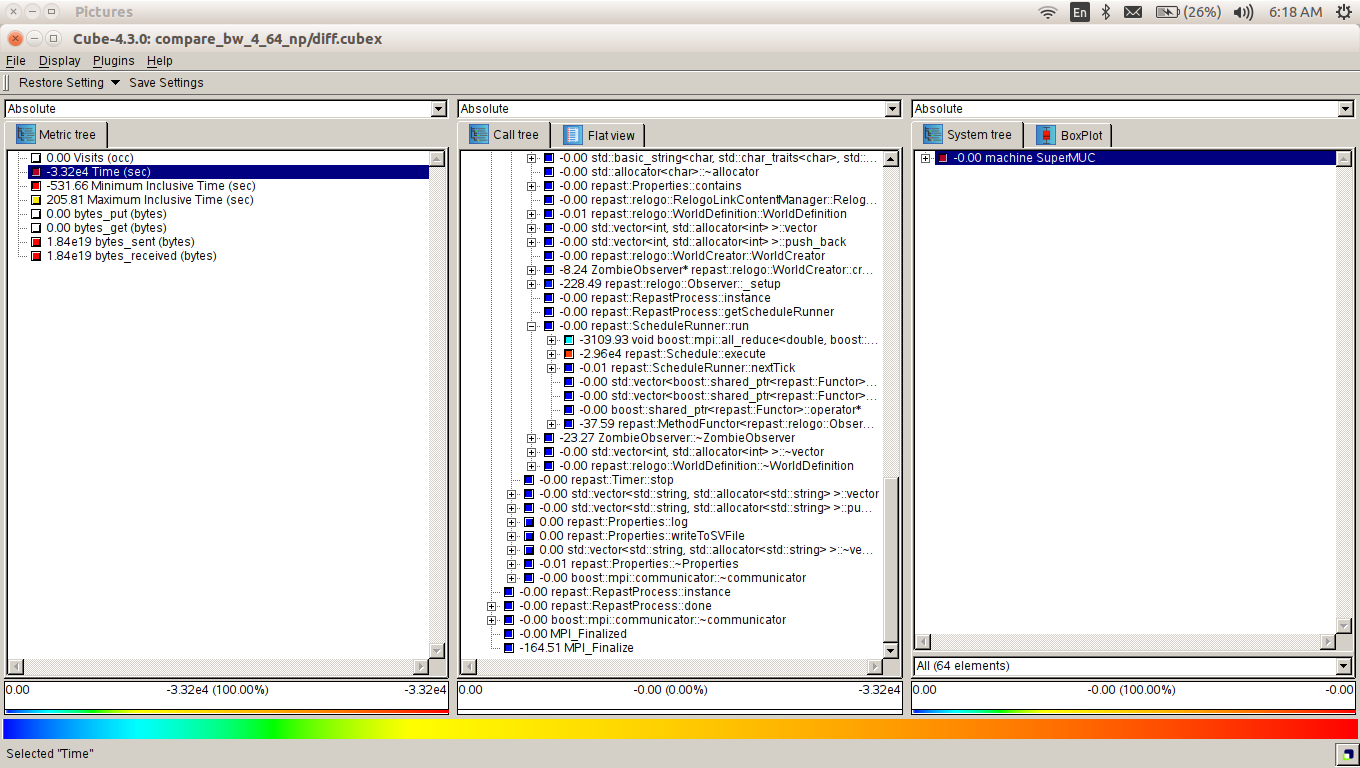 Pictures
En
(26%)
6:18 AM
Cube-4.3.0: compare_bw_4_64_np/diff.cubex
File Display Plugins Help
Restore Setting Save Settings
Absolute
Metric tree
0.00 Visits (occ)
-3.32e4 Time (sec)
-531.66 Minimum Inclusive Time (sec)
205.81 Maximum Inclusive Time (sec)
0.00 bytes_put (bytes)
0.00 bytes_get (bytes)
1.84e19 bytes_sent (bytes)
1.84e19 bytes_received (bytes)
0.00 -3.32e4 (100.00%) -3.32e4
Absolute
Call tree Flat view
-0.00 std::basic_string<char, std::char_traits<char>, std::...
-0.00 std::allocator<char>::~allocator
-0.00 repast::Properties::contains
-0.00 repast::relogo::RelogoLinkContentManager::Relog...
-0.01 repast::relogo::WorldDefinition::WorldDefinition
-0.00 std::vector<int, std::allocator<int> >::vector
-0.00 std::vector<int, std::allocator<int> >::push_back
-0.00 repast::relogo::WorldCreator::WorldCreator
-8.24 ZombieObserver* repast::relogo::WorldCreator::cr...
-228.49 repast::relogo::Observer::_setup
-0.00 repast::RepastProcess::instance
-0.00 repast::RepastProcess::getScheduleRunner
-0.00 repast::ScheduleRunner::run
-3109.93 void boost::mpi::all_reduce<double, boost::...
-2.96e4 repast::Schedule::execute
-0.01 repast::ScheduleRunner::nextTick
-0.00 std::vector<boost::shared_ptr<repast::Functor>...
-0.00 std::vector<boost::shared_ptr<repast::Functor>...
-0.00 boost::shared_ptr<repast::Functor>::operator*
-37.59 repast::MethodFunctor<repast::relogo::Obser...
-23.27 ZombieObserver::~ZombieObserver
-0.00 std::vector<int, std::allocator<int> >::~vector
-0.00 repast::relogo::WorldDefinition::~WorldDefinition
-0.00 repast::Timer::stop
-0.00 std::vector<std::string, std::allocator<std::string> >::vector
-0.00 std::vector<std::string, std::allocator<std::string> >::pu...
0.00 repast::Properties::log
0.00 repast::Properties::writeToSVFile
0.00 std::vector<std::string, std::allocator<std::string> >::~ve...
-0.01 repast::Properties::~Properties
-0.00 boost::mpi::communicator::~communicator
-0.00 repast::RepastProcess::instance
-0.00 repast::RepastProcess::done
-0.00 boost::mpi::communicator::~communicator
-0.00 MPI_Finalized
-164.51 MPI_Finalize
0.00 -0.00 (0.00%) -3.32e4
Absolute
System tree BoxPlot
-0.00 machine SuperMUC
All (64 elements)
0.00 -0.00 (100.00%) -0.00
Selected "Time"